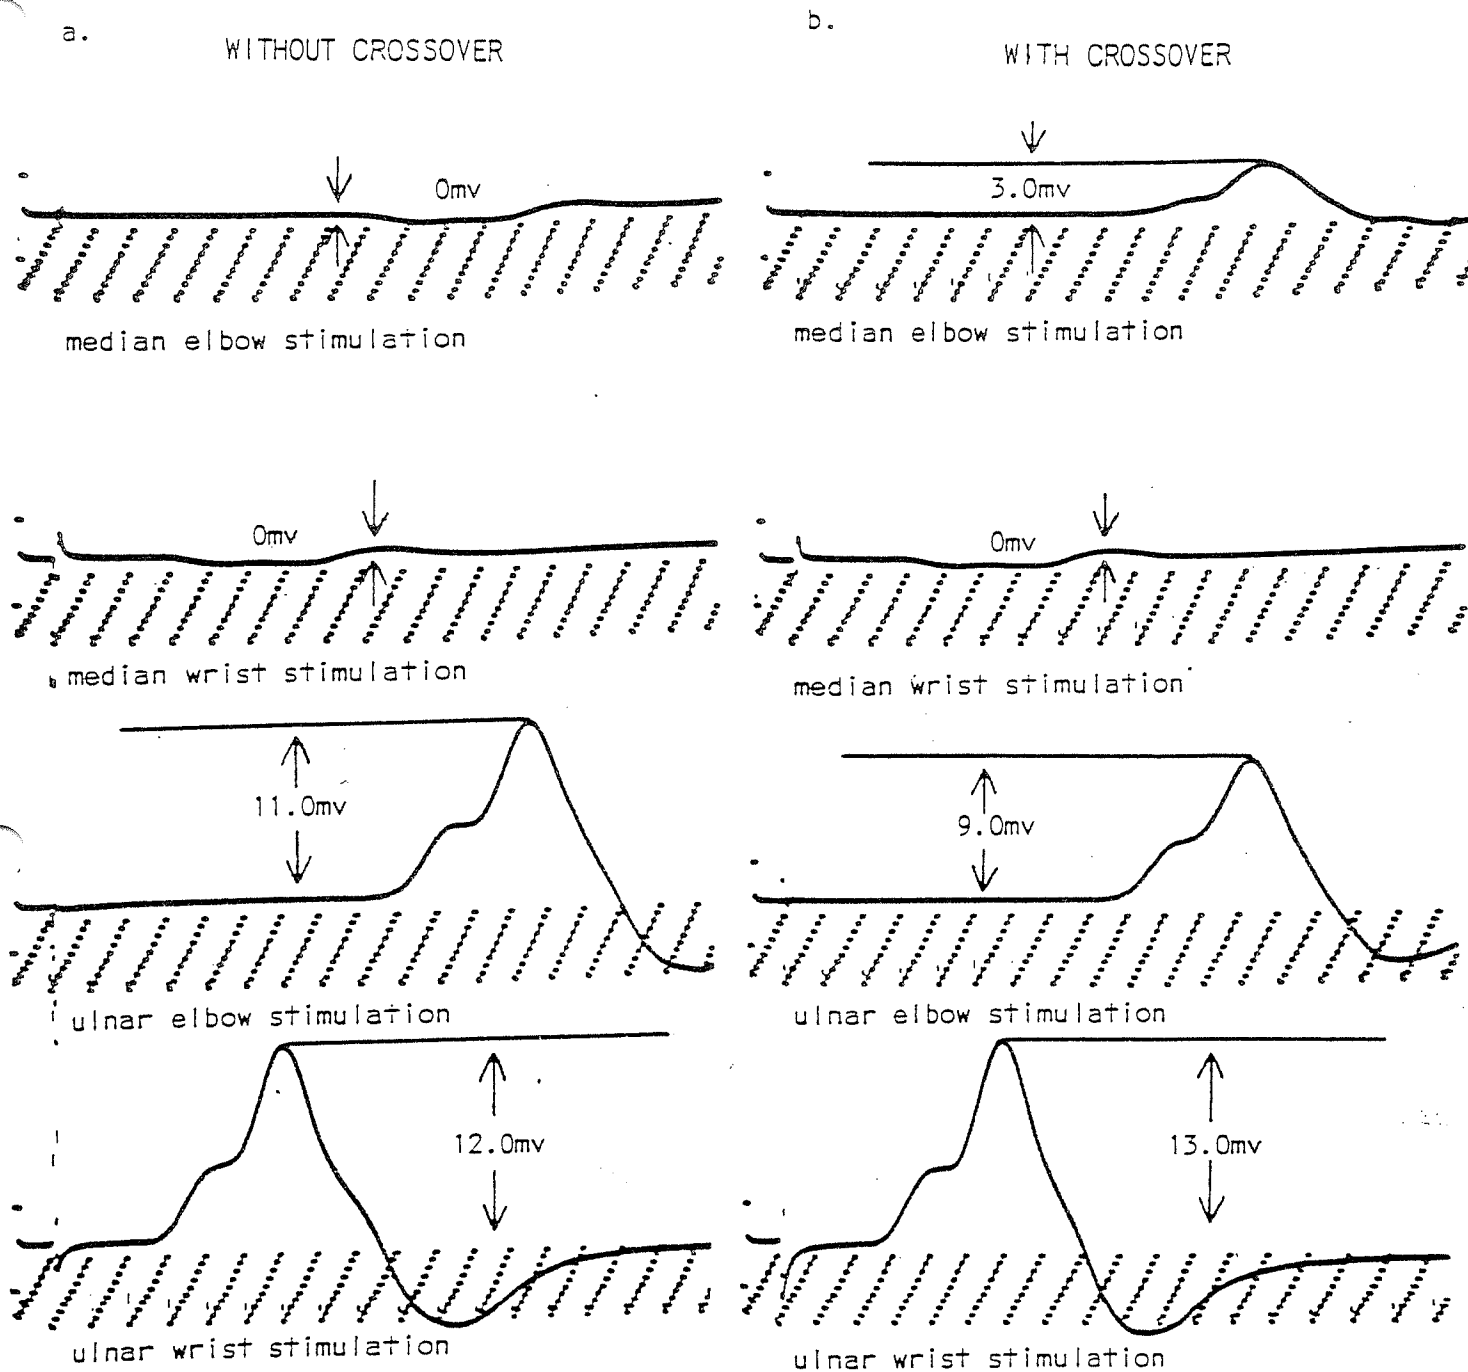 a.
WITHOUT CROSSOVER
0mv
median elbow stimulation
0mv
median wrist stimulation
11.0mv
ulnar elbow stimulation
12.0mv
ulnar wrist stimulation
b.
WITH CROSSOVER
3.0mv
median elbow stimulation
0mv
median wrist stimulation
9.0mv
ulnar elbow stimulation
13.0mv
ulnar wrist stimulation